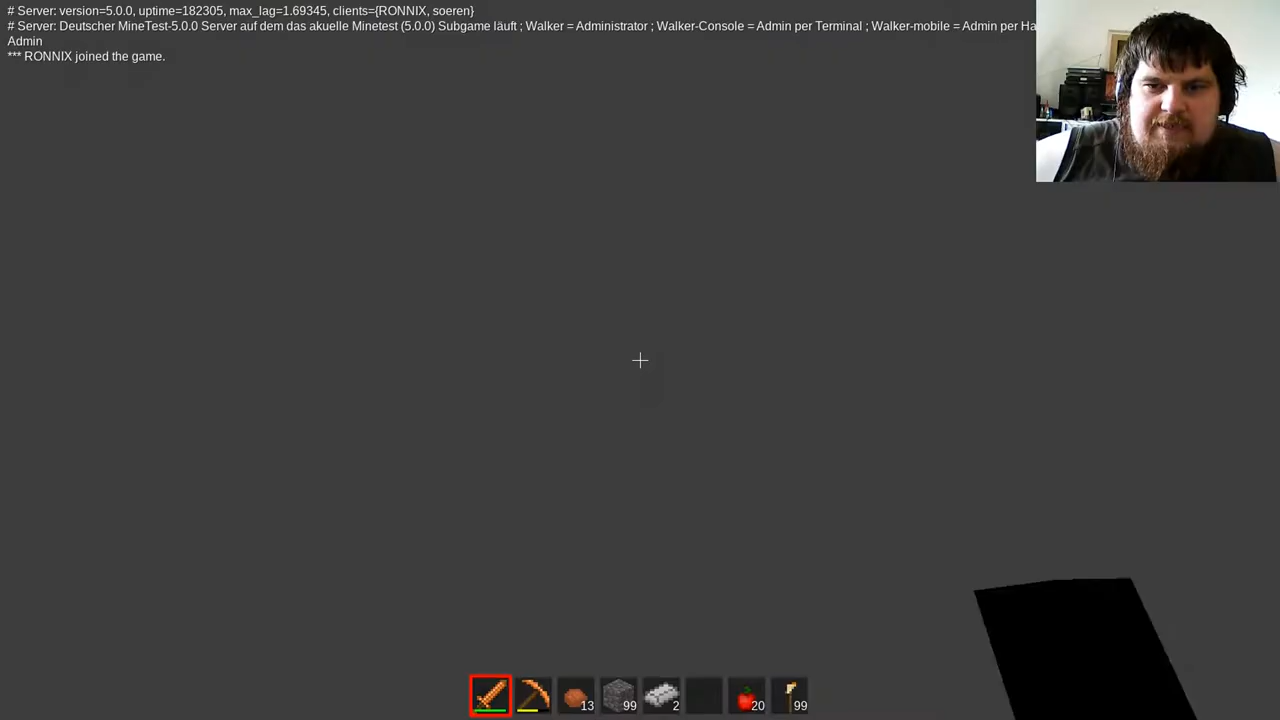 # Server: version=5.0.0, uptime=182305, max_lag=1.69345, clients={RONNIX, soeren}
# Server: Deutscher MineTest-5.0.0 Server auf dem das akuelle Minetest (5.0.0) Subgame läuft ; Walker = Administrator ; Walker-Console = Admin per Terminal ; Walker-mobile = Admin per
Admin
*** RONNIX joined the game.
13 99 2 20 99